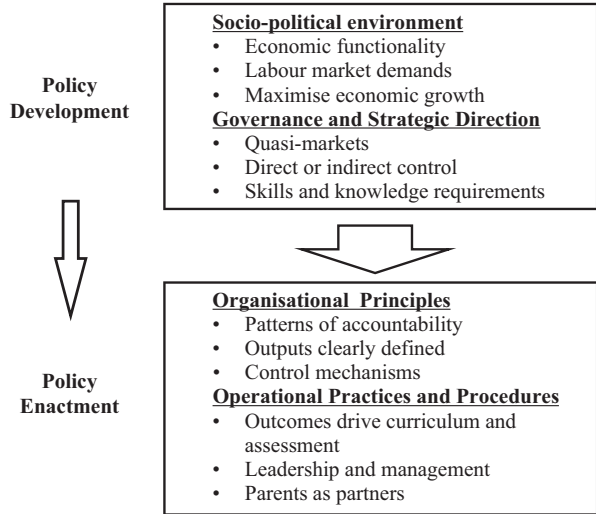 Policy
Development
Socio-political environment
• Economic functionality
• Labour market demands
• Maximise economic growth
Governance and Strategic Direction
• Quasi-markets
• Direct or indirect control
• Skills and knowledge requirements
Policy
Enactment
Organisational Principles
• Patterns of accountability
• Outputs clearly defined
• Control mechanisms
Operational Practices and Procedures
• Outcomes drive curriculum and
assessment
• Leadership and management
• Parents as partners